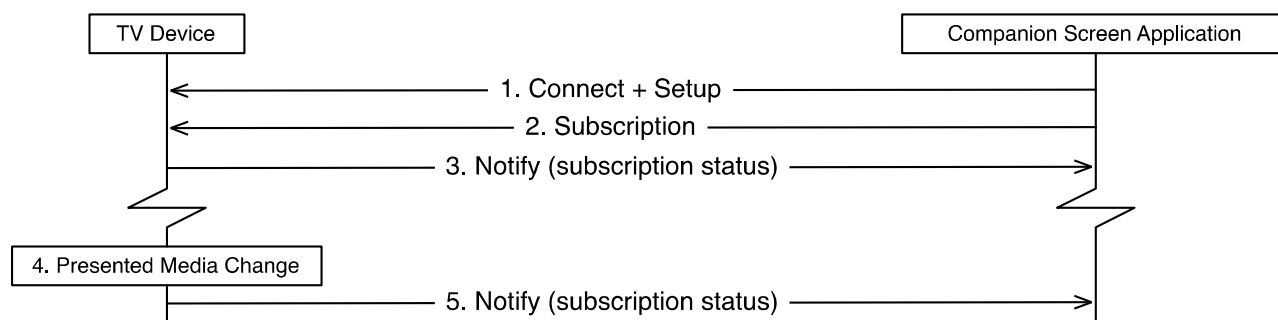 TV Device
Companion Screen Application
1. Connect + Setup
2. Subscription
3. Notify (subscription status)
4. Presented Media Change
5. Notify (subscription status)